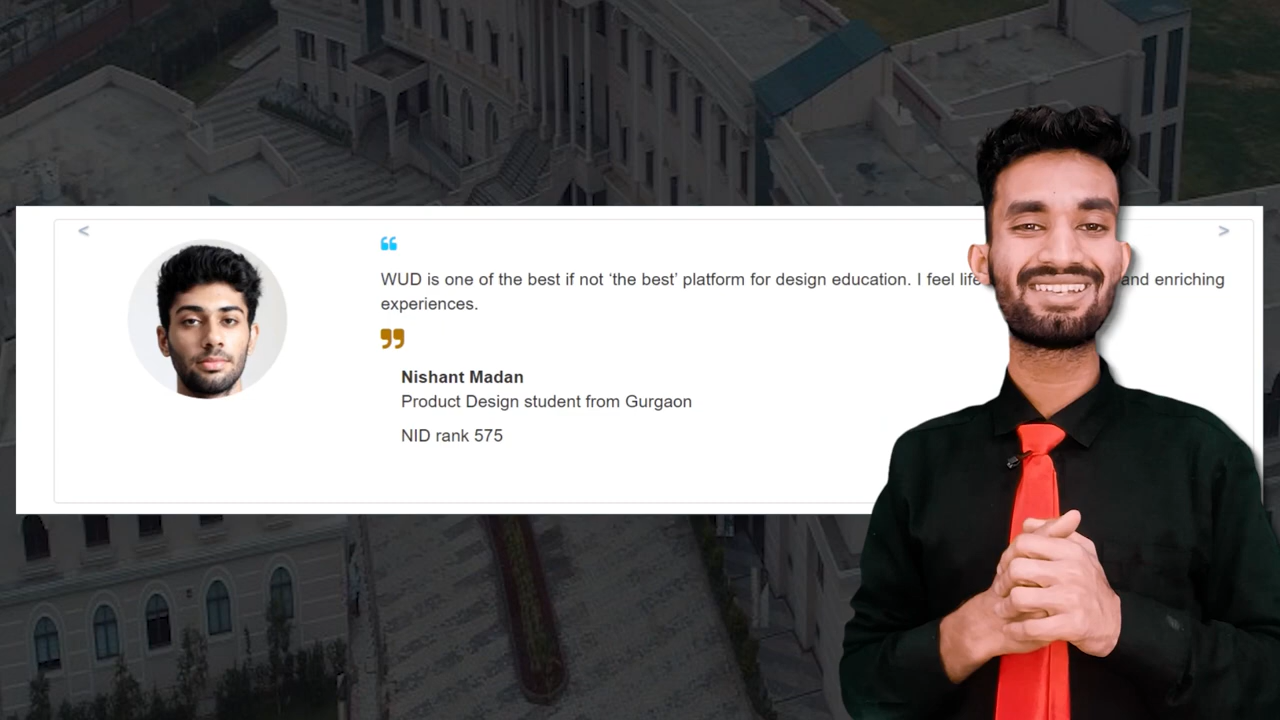 < >
“
WUD is one of the best if not ‘the best’ platform for design education. I feel and enriching
experiences.
”
Nishant Madan
Product Design student from Gurgaon
NID rank 575